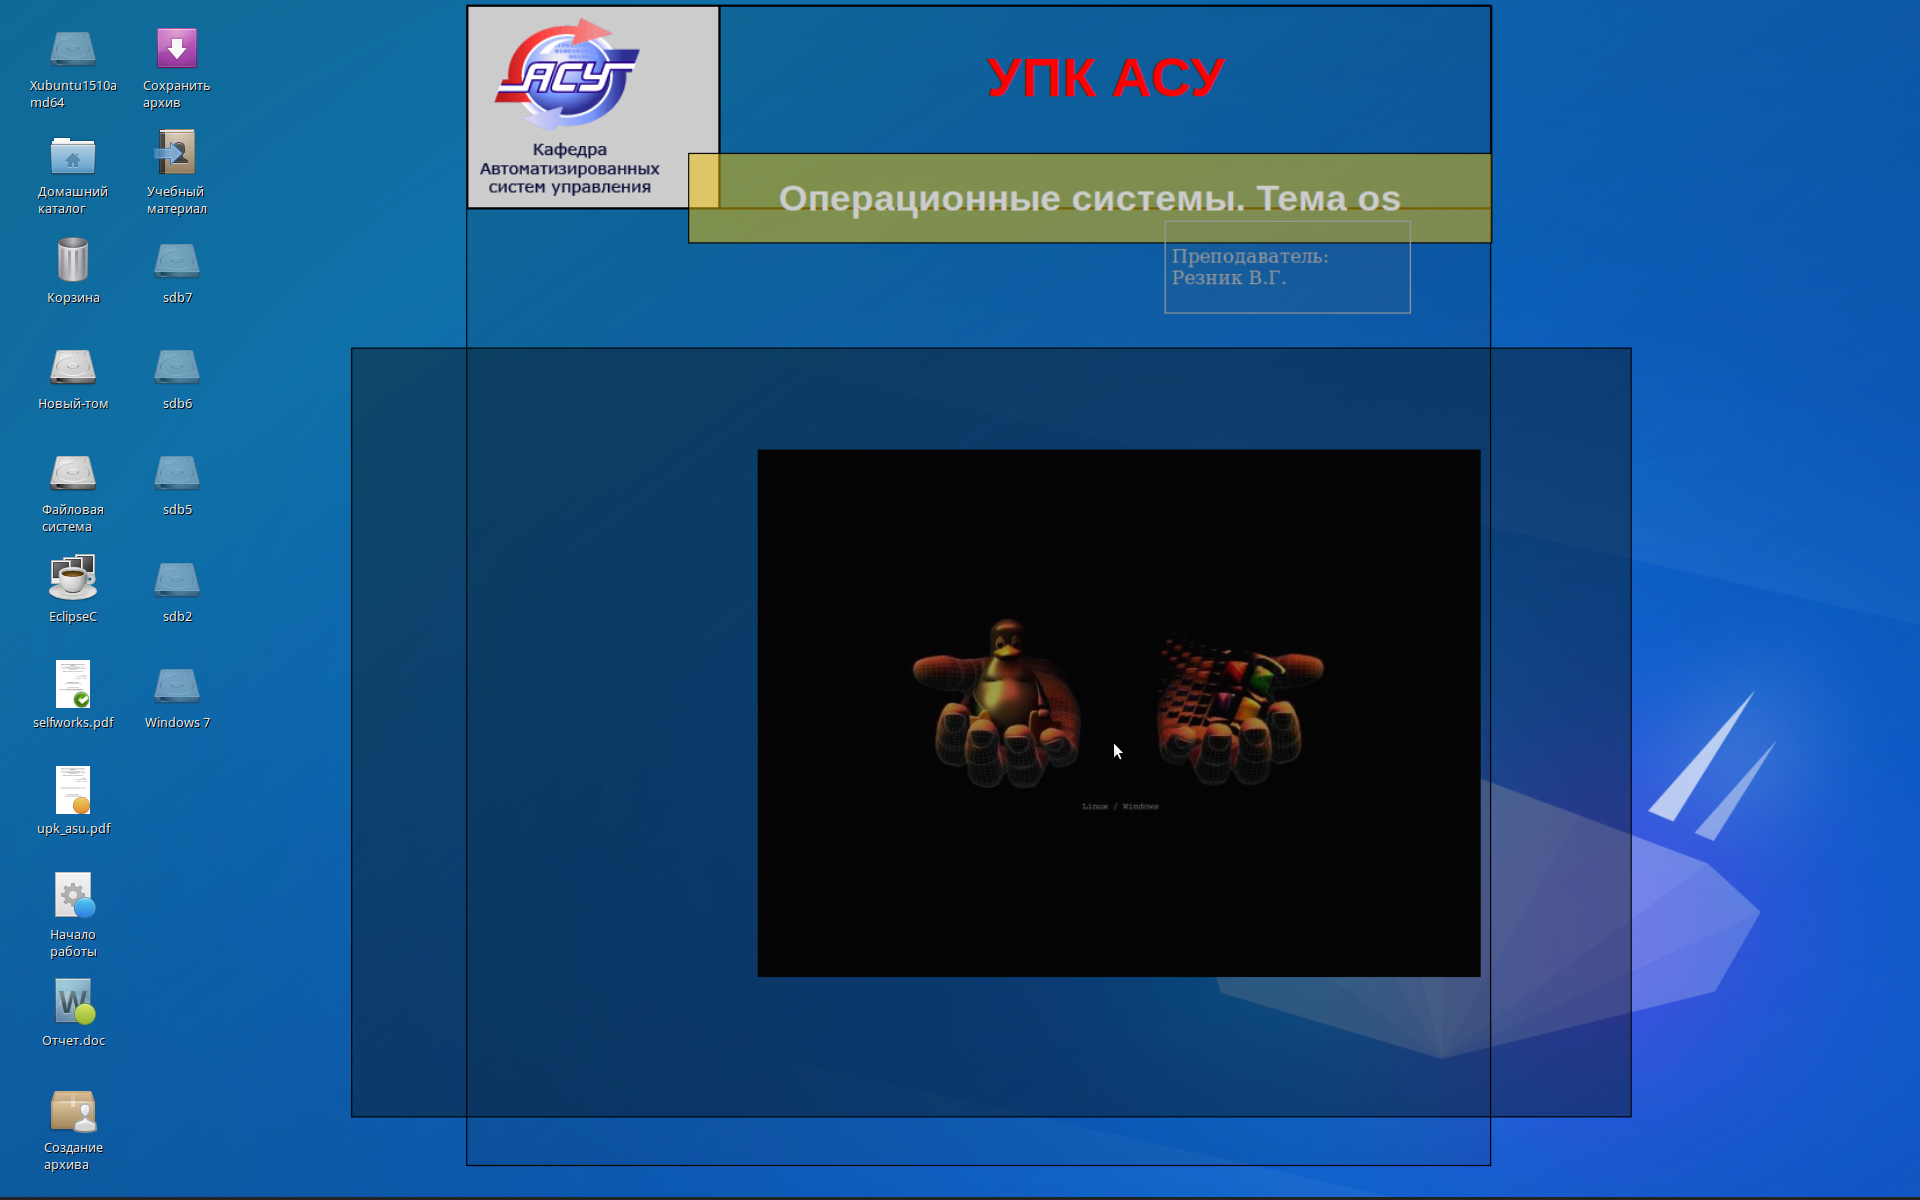 Xubuntu1510a
md64
Сохранить
архив
Домашний
каталог
Учебный
материал
Корзина
sdb7
Новый-том
sdb6
Файловая
система
sdb5
EclipseC
sdb2
selfworks.pdf
Windows 7
upk_asu.pdf
Начало
работы
W
Отчет.doc
Создание
архива
АСУ
Кафедра
Автоматизированных
систем управления
УПК АСУ
Операционные системы. Тема os
Преподаватель:
Резник В.Г.
Linux / Windows